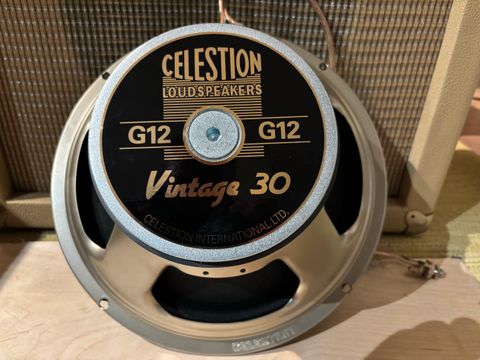 CELESTION
LOUDSPEAKERS
G12 G12
Vintage 30
CELESTION INTERNATIONAL LTD.